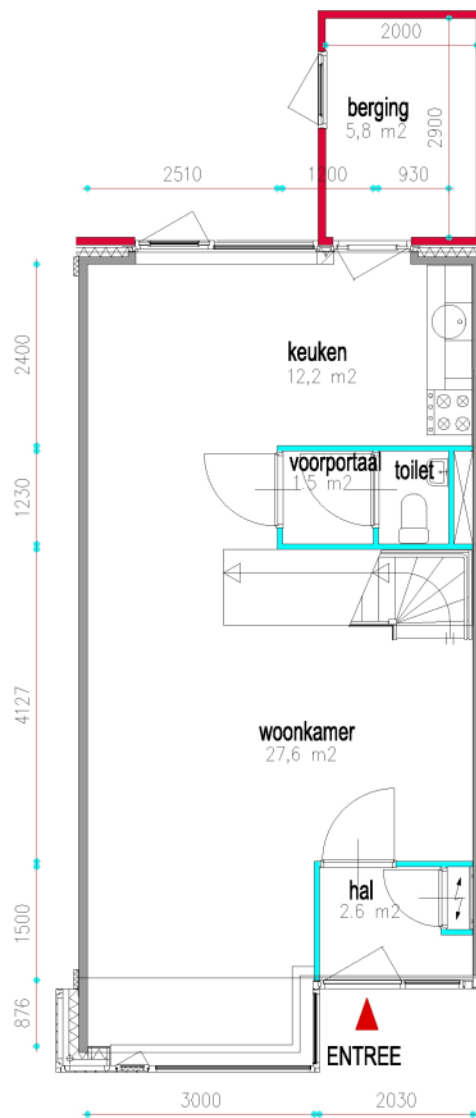 2000
berging
5,8 m2
2900
2510
1200
930
keuken
12,2 m2
2400
voorportaal
1.5 m2
toilet
1230
4127
woonkamer
27,6 m2
hal
2.6 m2
1500
876
ENTREE
3000
2030